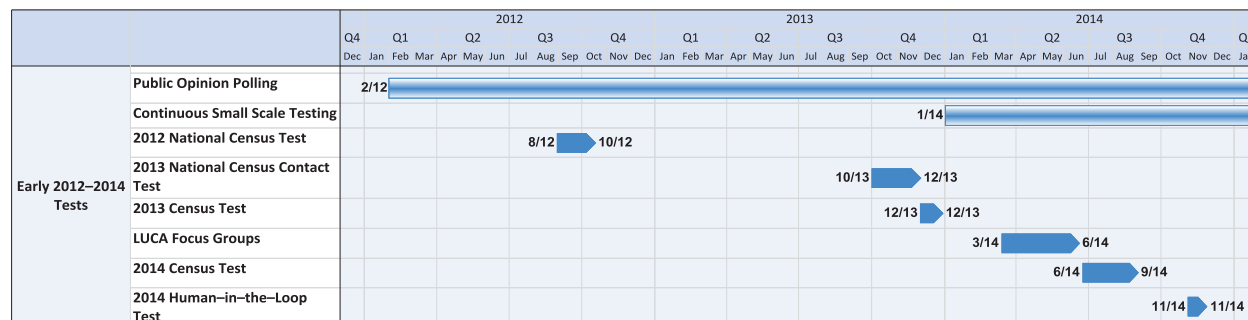 2012 2013 2014
Q4 Q1 Q2 Q3 Q4 Q1 Q2 Q3 Q4 Q1 Q2 Q3 Q4
Dec Jan Feb Mar Apr May Jun Jul Aug Sep Oct Nov Dec Jan Feb Mar Apr May Jun Jul Aug Sep Oct Nov Dec Jan Feb Mar Apr May Jun Jul Aug Sep Oct Nov Dec
Early 2012–2014
Tests
Public Opinion Polling 2/12
Continuous Small Scale Testing 1/14
2012 National Census Test 8/12 10/12
2013 National Census Contact
Test 10/13 12/13
2013 Census Test 12/13 12/13
LUCA Focus Groups 3/14 6/14
2014 Census Test 6/14 9/14
2014 Human–in–the–Loop
Test 11/14 11/14